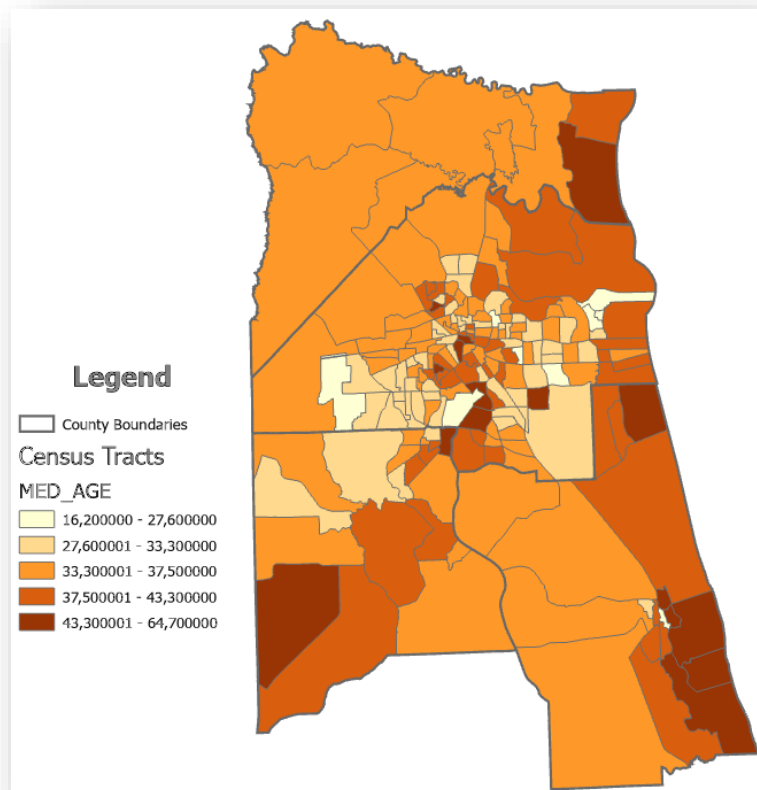 Legend
County Boundaries
Census Tracts
MED_AGE
16,200000 - 27,600000
27,600001 - 33,300000
33,300001 - 37,500000
37,500001 - 43,300000
43,300001 - 64,700000